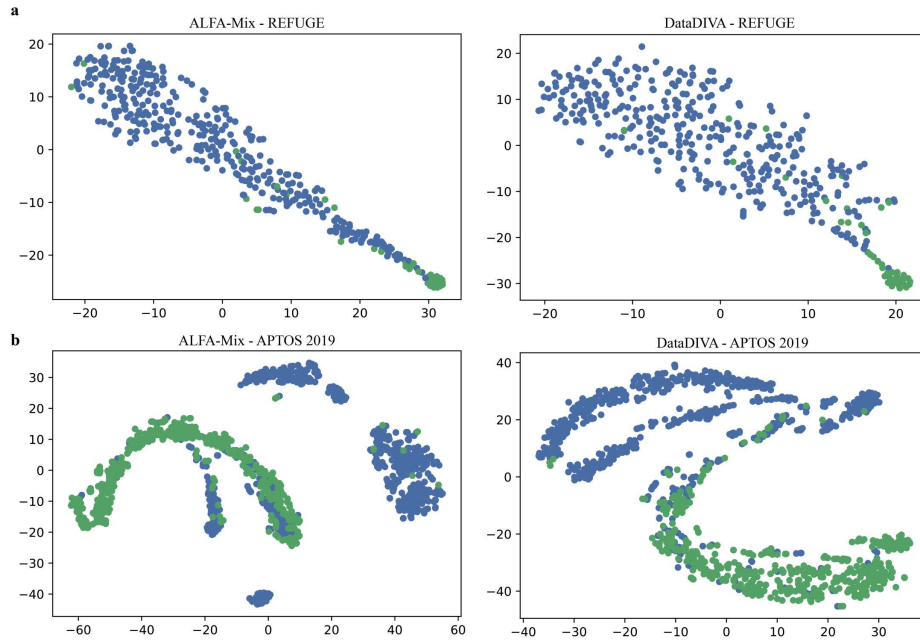 a
ALFA-Mix - REFUGE
20
10
0
−10
−20
−20 −10 0 10 20 30
DataDIVA - REFUGE
20
10
0
−10
−20
−30
−20 −10 0 10 20
b
ALFA-Mix - APTOS 2019
30
20
10
0
−10
−20
−30
−40
−60 −40 −20 0 20 40 60
DataDIVA - APTOS 2019
40
20
0
−20
−40
−40 −30 −20 −10 0 10 20 30